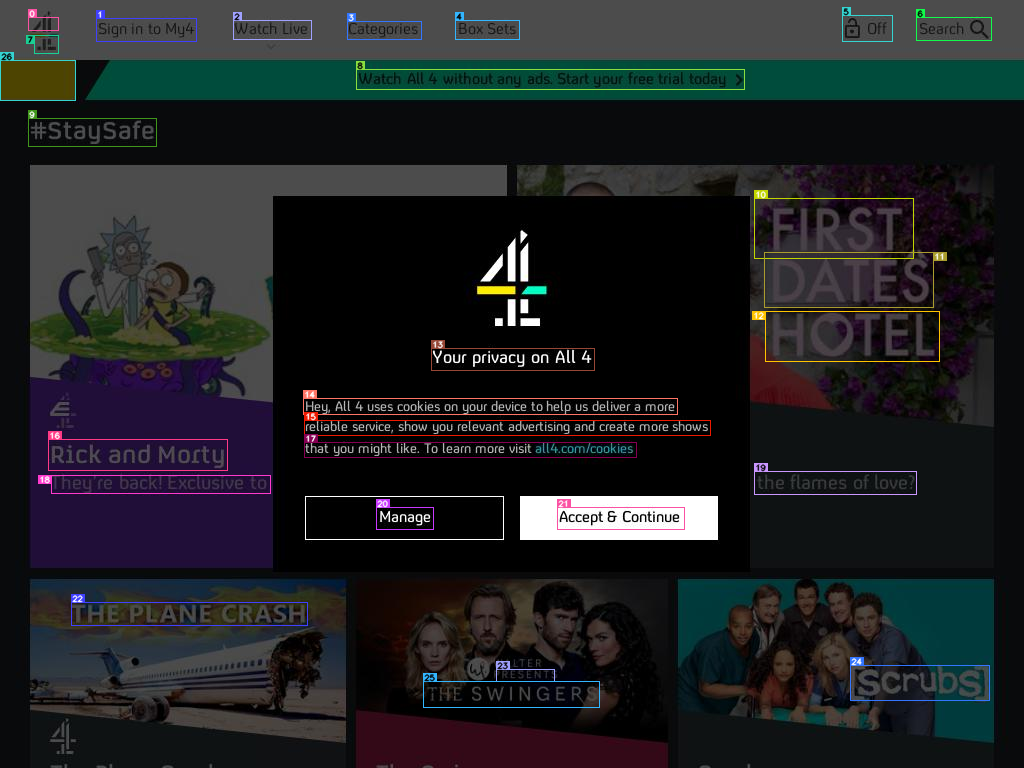 Sign in to My4
Watch Live
Categories
Box Sets
Off
Search
Watch All 4 without any ads. Start your free trial today
#StaySafe
FIRST
DATES
HOTEL
Your privacy on All 4
Hey, All 4 uses cookies on your device to help us deliver a more
reliable service, show you relevant advertising and create more shows
that you might like. To learn more visit all4.com/cookies
Rick and Morty
They're back! Exclusive to
the flames of love?
Manage
Accept & Continue
THE PLANE CRASH
WALTER
PRESENTS
THE SWINGERS
Scrubs
0
1
2
3
4
5
6
7
8
9
10
11
12
13
14
15
16
17
18
19
20
21
22
23
24
25
26